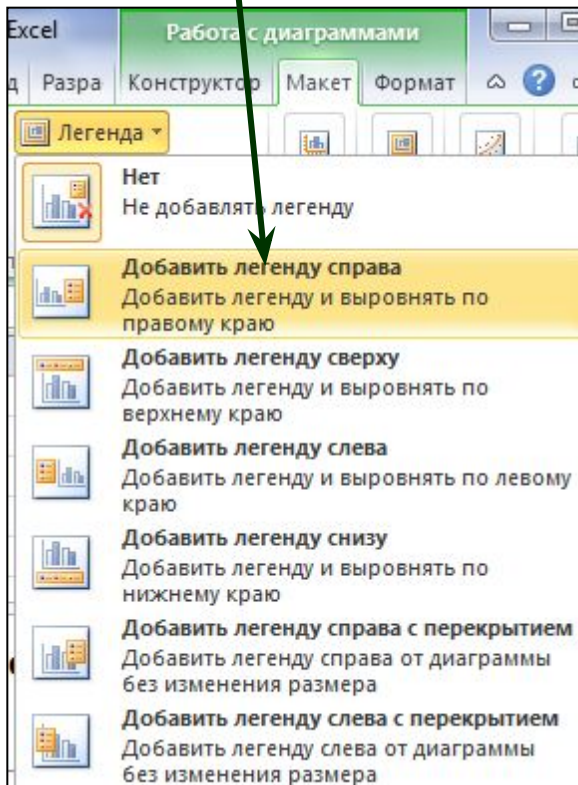 Excel
Работа с диаграммами
Разра Конструктор Макет Формат
Легенда
Нет
Не добавлять легенду
Добавить легенду справа
Добавить легенду и выровнять по
правому краю
Добавить легенду сверху
Добавить легенду и выровнять по
верхнему краю
Добавить легенду слева
Добавить легенду и выровнять по левому
краю
Добавить легенду снизу
Добавить легенду и выровнять по
нижнему краю
Добавить легенду справа с перекрытием
Добавить легенду справа от диаграммы
без изменения размера
Добавить легенду слева с перекрытием
Добавить легенду слева от диаграммы
без изменения размера